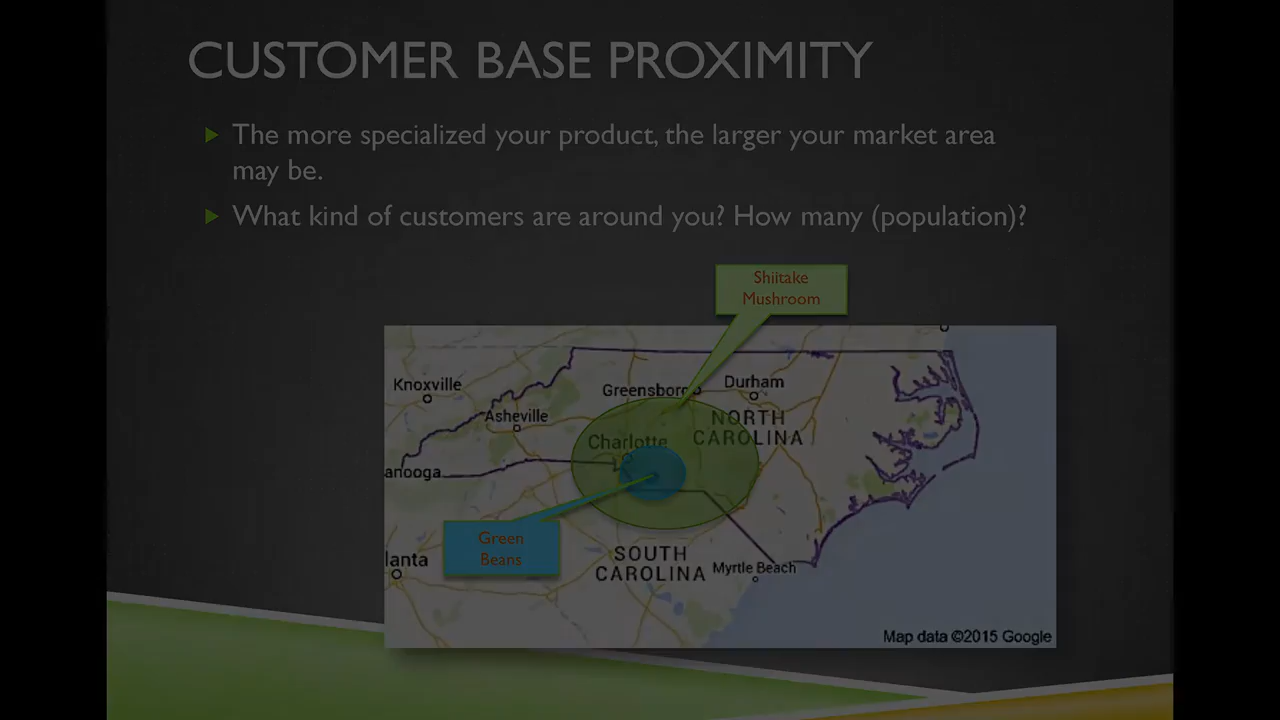 CUSTOMER BASE PROXIMITY
The more specialized your product, the larger your market area
may be.
What kind of customers are around you? How many (population)?
Shiitake
Mushroom
Knoxville
Greensboro
Durham
Asheville
NORTH
CAROLINA
Charlotte
anooga
Green
Beans
SOUTH
CAROLINA
lanta
Myrtle Beach
Map data ©2015 Google